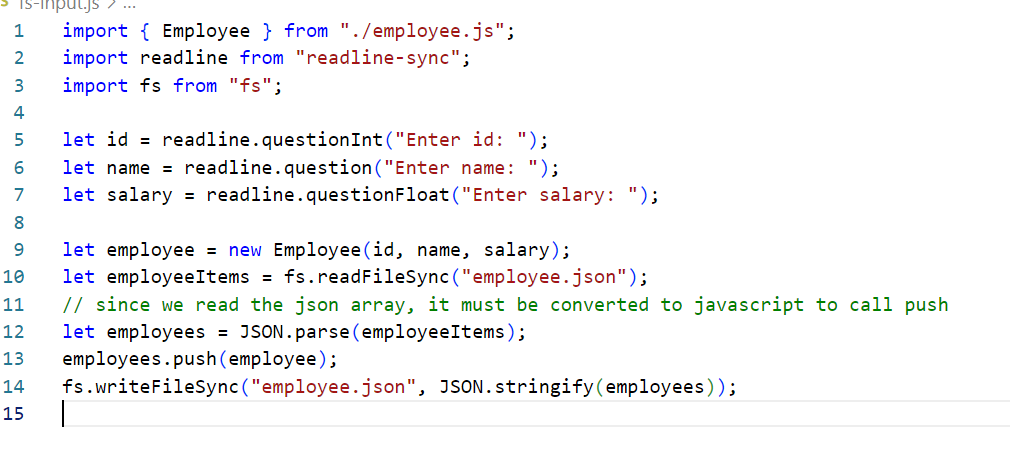 fs-input.js > ...
1 import { Employee } from "./employee.js";
2 import readline from "readline-sync";
3 import fs from "fs";
4
5 let id = readline.questionInt("Enter id: ");
6 let name = readline.question("Enter name: ");
7 let salary = readline.questionFloat("Enter salary: ");
8
9 let employee = new Employee(id, name, salary);
10 let employeeItems = fs.readFileSync("employee.json");
11 // since we read the json array, it must be converted to javascript to call push
12 let employees = JSON.parse(employeeItems);
13 employees.push(employee);
14 fs.writeFileSync("employee.json", JSON.stringify(employees));
15